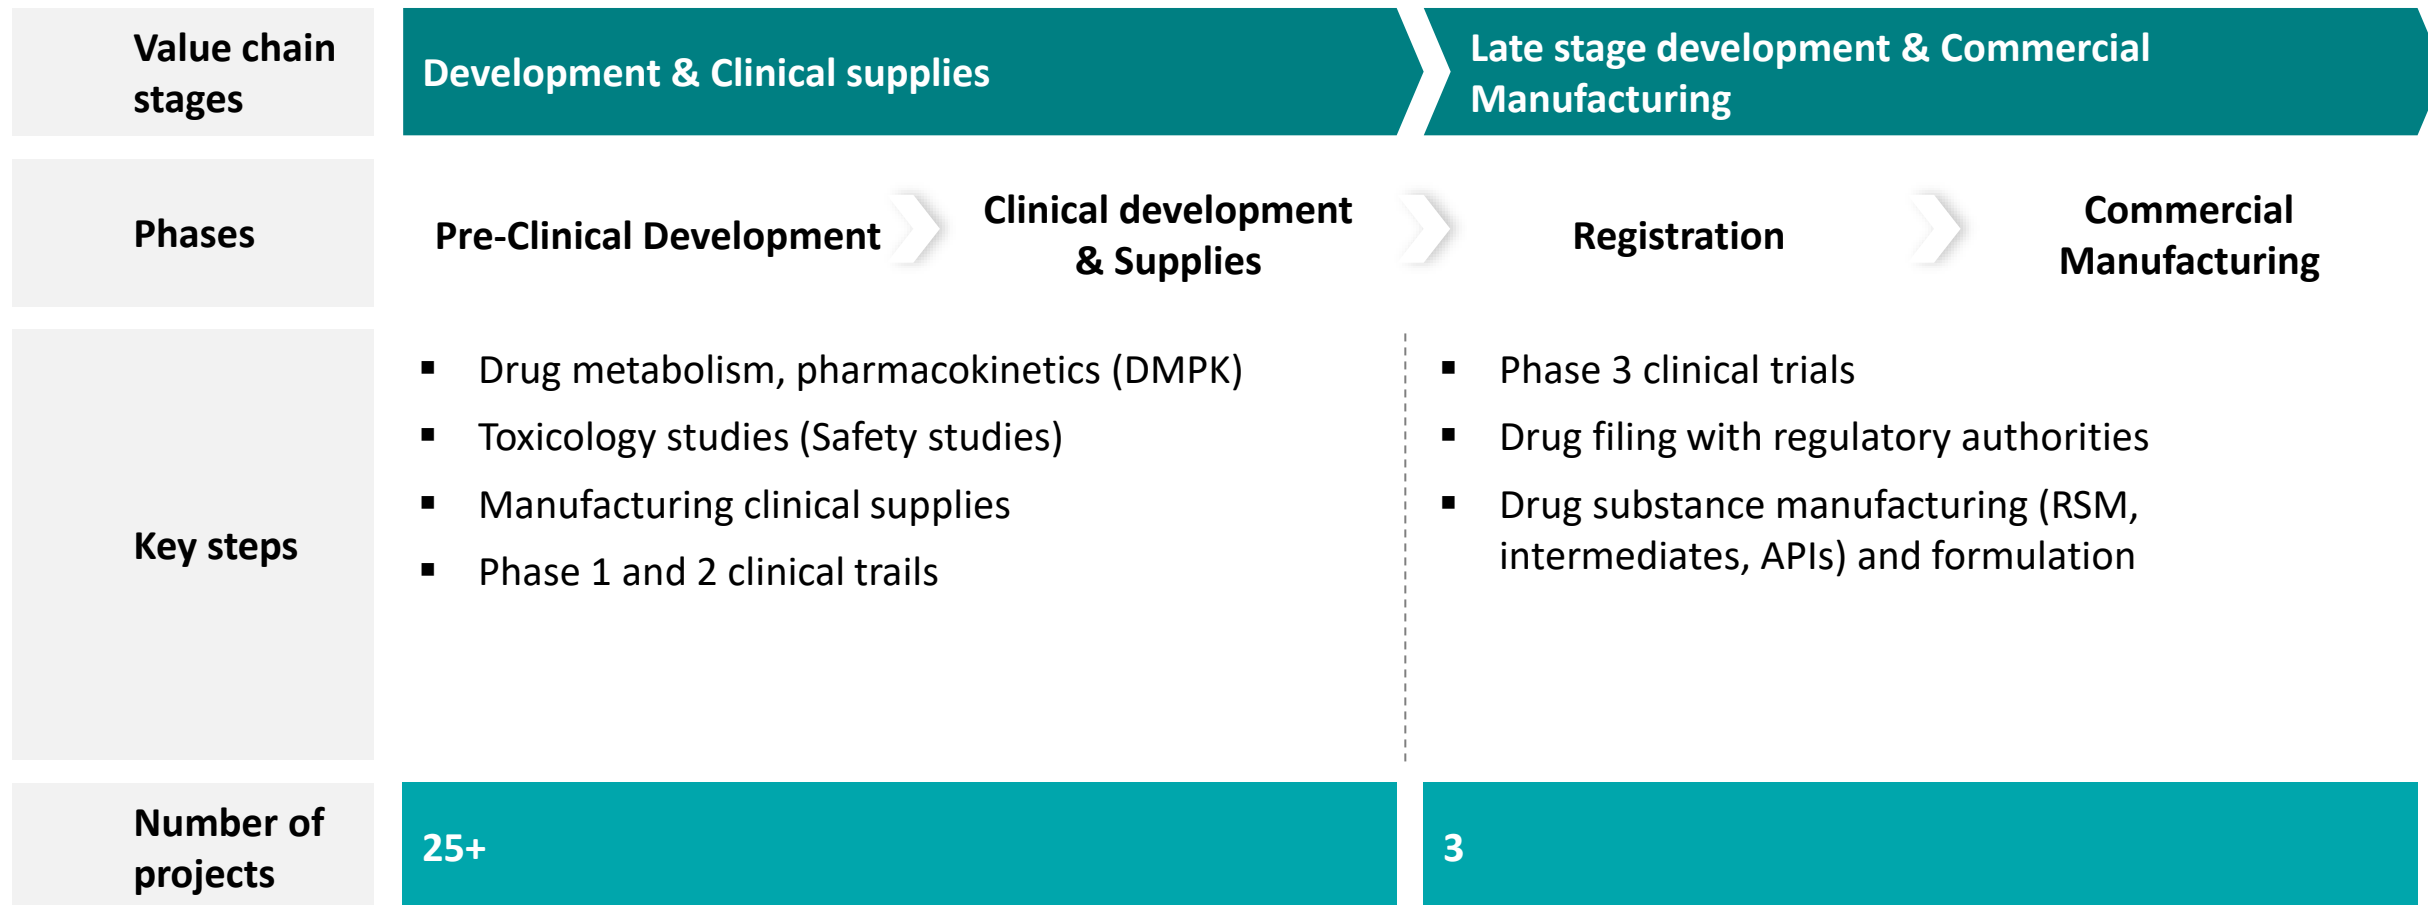 Value chain
stages
Development & Clinical supplies
Late stage development & Commercial
Manufacturing
Phases
Pre-Clinical Development
Clinical development
& Supplies
Registration
Commercial
Manufacturing
Key steps
▪ Drug metabolism, pharmacokinetics (DMPK)
▪ Toxicology studies (Safety studies)
▪ Manufacturing clinical supplies
▪ Phase 1 and 2 clinical trails
▪ Phase 3 clinical trials
▪ Drug filing with regulatory authorities
▪ Drug substance manufacturing (RSM,
intermediates, APIs) and formulation
Number of
projects
25+
3